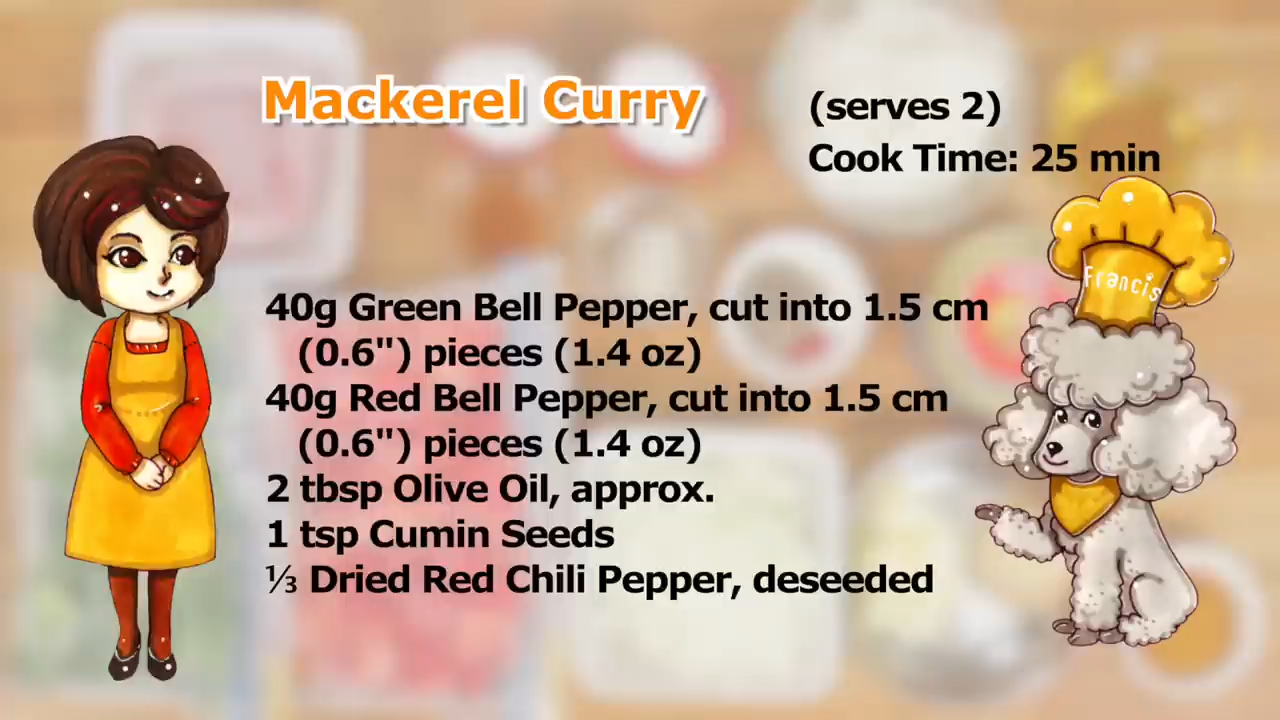 Mackerel Curry
(serves 2)
Cook Time: 25 min
Francis
40g Green Bell Pepper, cut into 1.5 cm
(0.6") pieces (1.4 oz)
40g Red Bell Pepper, cut into 1.5 cm
(0.6") pieces (1.4 oz)
2 tbsp Olive Oil, approx.
1 tsp Cumin Seeds
⅓ Dried Red Chili Pepper, deseeded